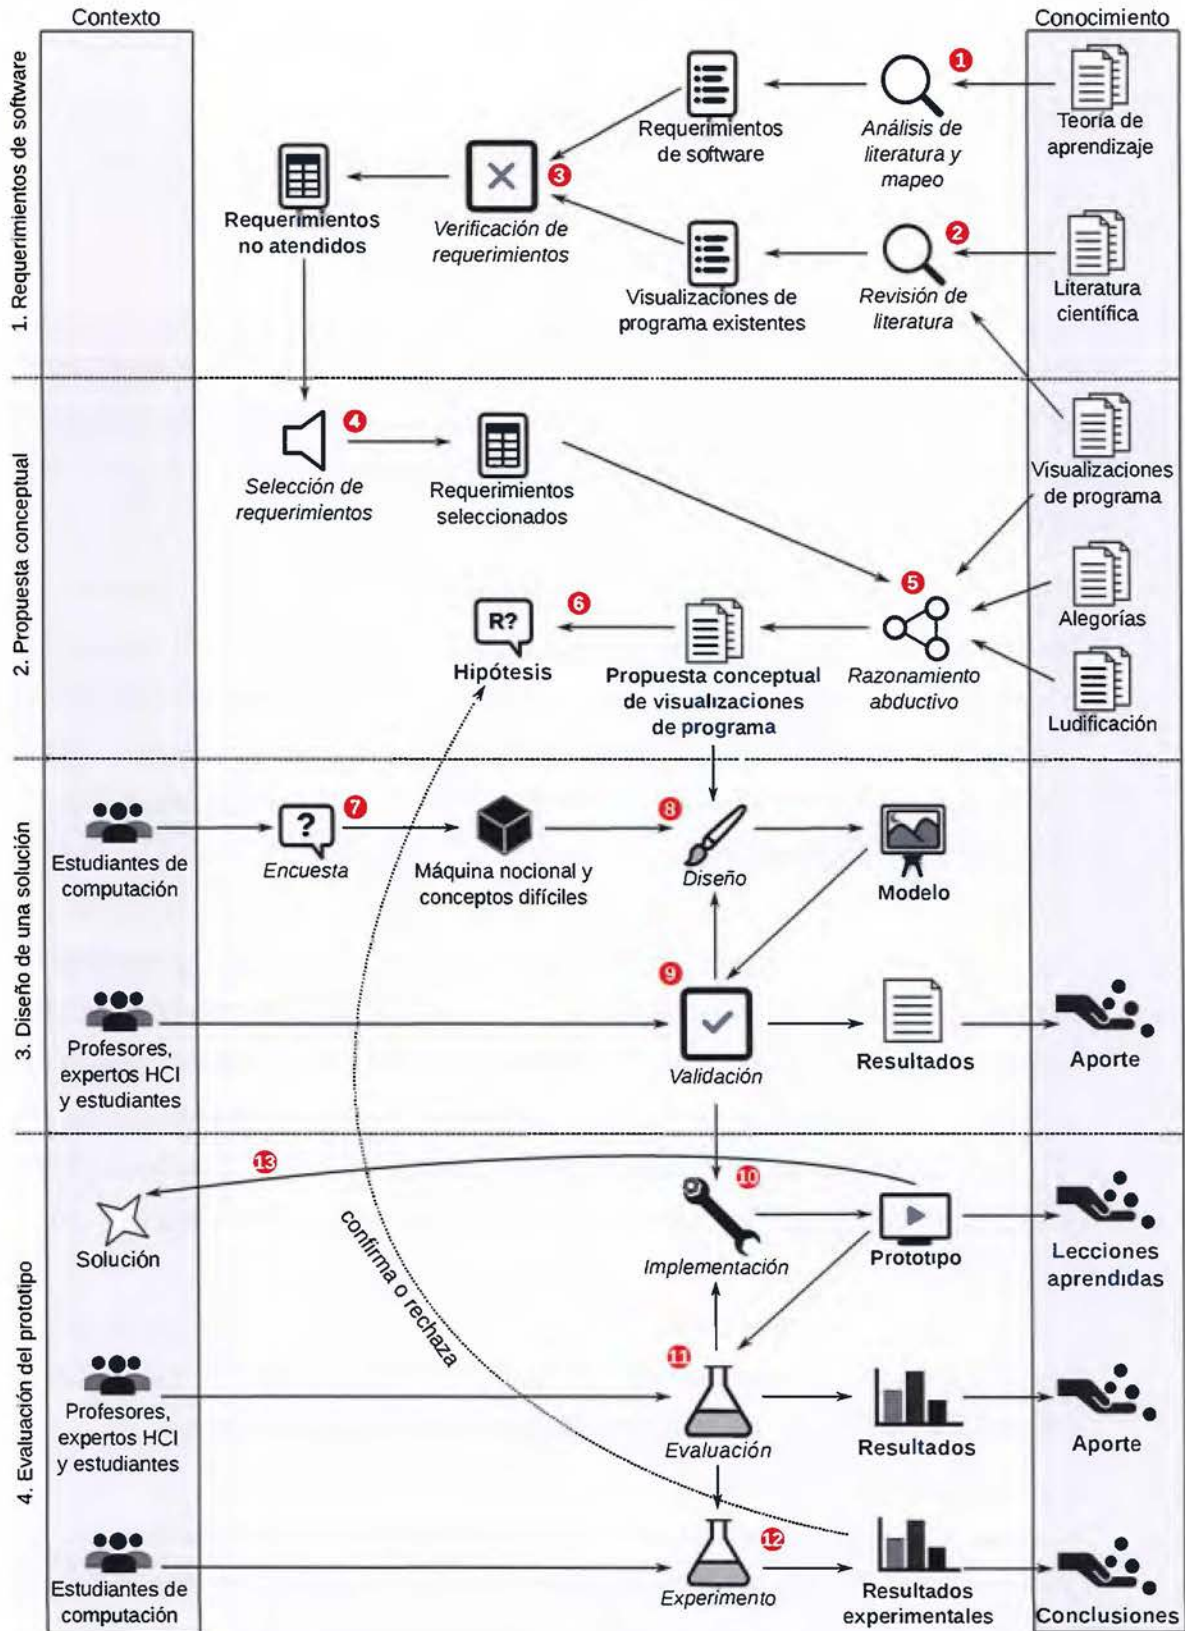 Contexto
Conocimiento
1. Requerimientos de software
1
Teoría de
aprendizaje
Análisis de
literatura y
mapeo
Requerimientos
de software
3
Verificación de
requerimientos
Requerimientos
no atendidos
2
Literatura
científica
Revisión de
literatura
Visualizaciones de
programa existentes
2. Propuesta conceptual
4
Selección de
requerimientos
Requerimientos
seleccionados
Visualizaciones
de programa
5
Alegorías
Ludificación
Razonamiento
abductivo
Propuesta conceptual
de visualizaciones
de programa
6
R?
Hipótesis
3. Diseño de una solución
Estudiantes de
computación
?
7
Encuesta
Máquina nocional y
conceptos difíciles
8
Diseño
Modelo
9
Profesores,
expertos HCI
y estudiantes
Validación
Resultados
Aporte
4. Evaluación del prototipo
13
Solución
confirma o rechaza
10
Implementación
Prototipo
Lecciones
aprendidas
11
Profesores,
expertos HCI
y estudiantes
Evaluación
Resultados
Aporte
12
Estudiantes de
computación
Experimento
Resultados
experimentales
Conclusiones